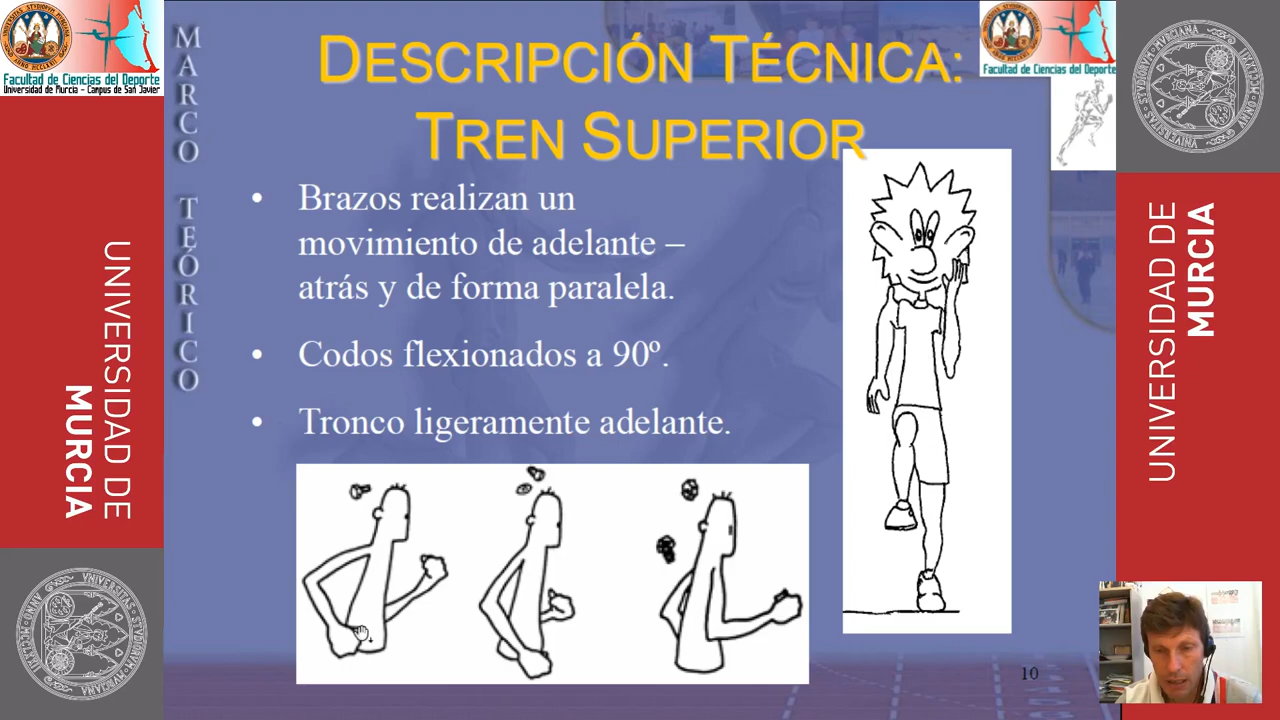 Facultad de Ciencias del Deporte
Universidad de Murcia - Campus de San Javier
Facultad de Ciencias del Deporte
MARCO TEÓRICO
DESCRIPCIÓN TÉCNICA:
TREN SUPERIOR
• Brazos realizan un
movimiento de adelante –
atrás y de forma paralela.
• Codos flexionados a 90º.
• Tronco ligeramente adelante.
10
UNIVERSIDAD DE
MURCIA
UNIVERSIDAD DE
MURCIA